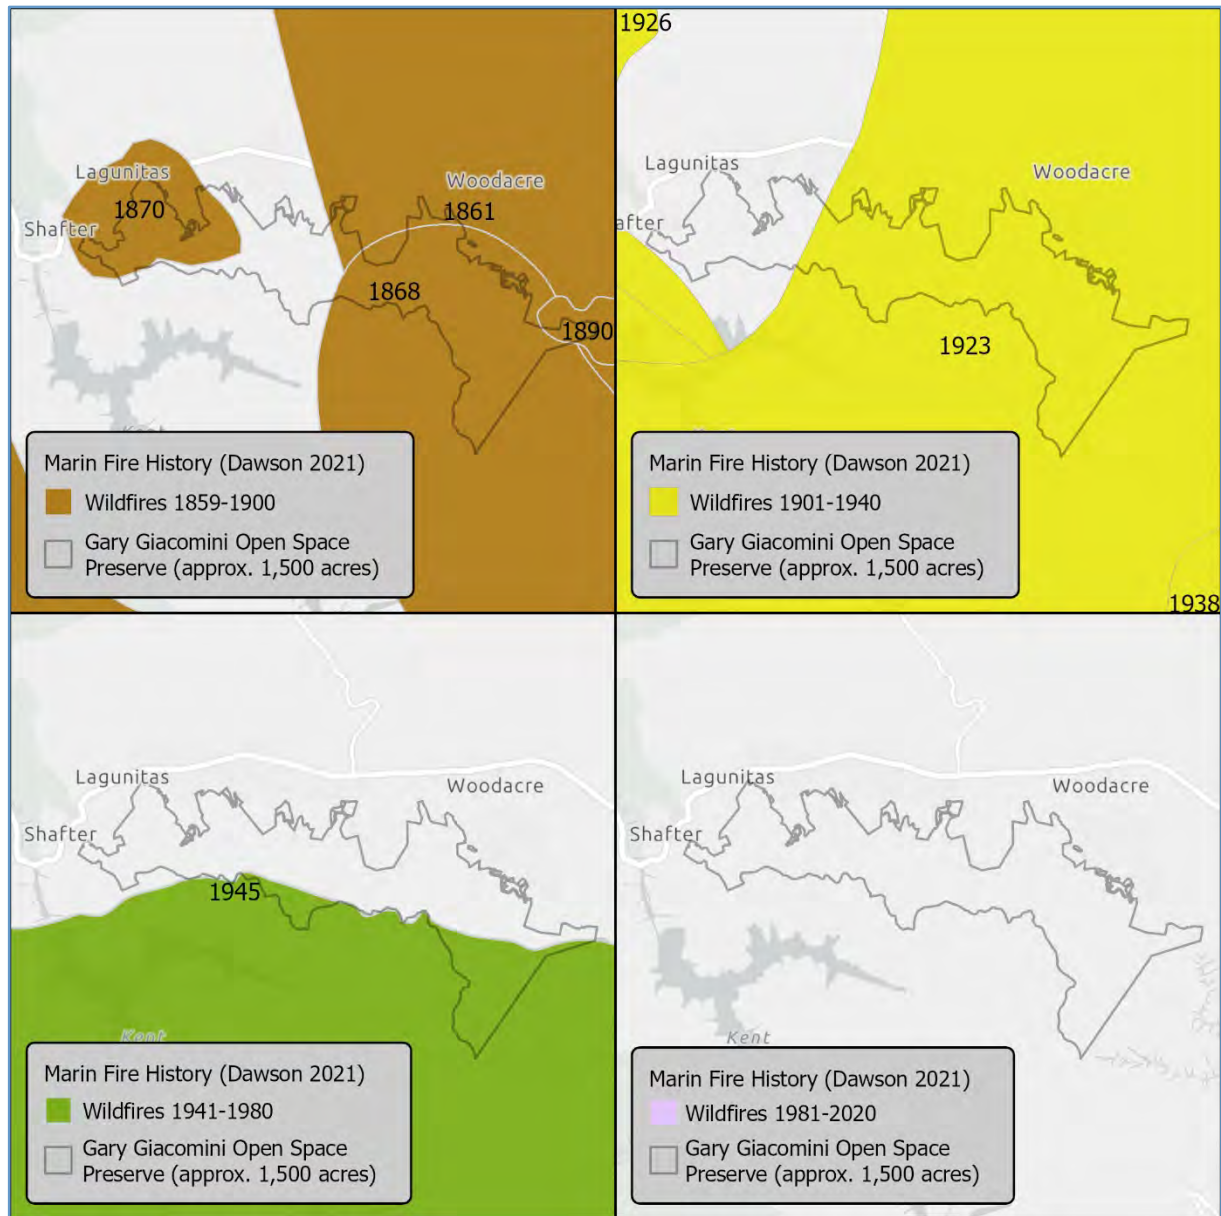 Lagunitas
1870
Shafter
Woodacre
1861
1868
1890
Kent
Marin Fire History (Dawson 2021)
Wildfires 1859-1900
Gary Giacomini Open Space
Preserve (approx. 1,500 acres)
1926
Lagunitas
Woodacre
after
1923
1938
Marin Fire History (Dawson 2021)
Wildfires 1901-1940
Gary Giacomini Open Space
Preserve (approx. 1,500 acres)
Lagunitas
Woodacre
Shafter
1945
Kent
Marin Fire History (Dawson 2021)
Wildfires 1941-1980
Gary Giacomini Open Space
Preserve (approx. 1,500 acres)
Lagunitas
Woodacre
Shafter
Kent
Marin Fire History (Dawson 2021)
Wildfires 1981-2020
Gary Giacomini Open Space
Preserve (approx. 1,500 acres)